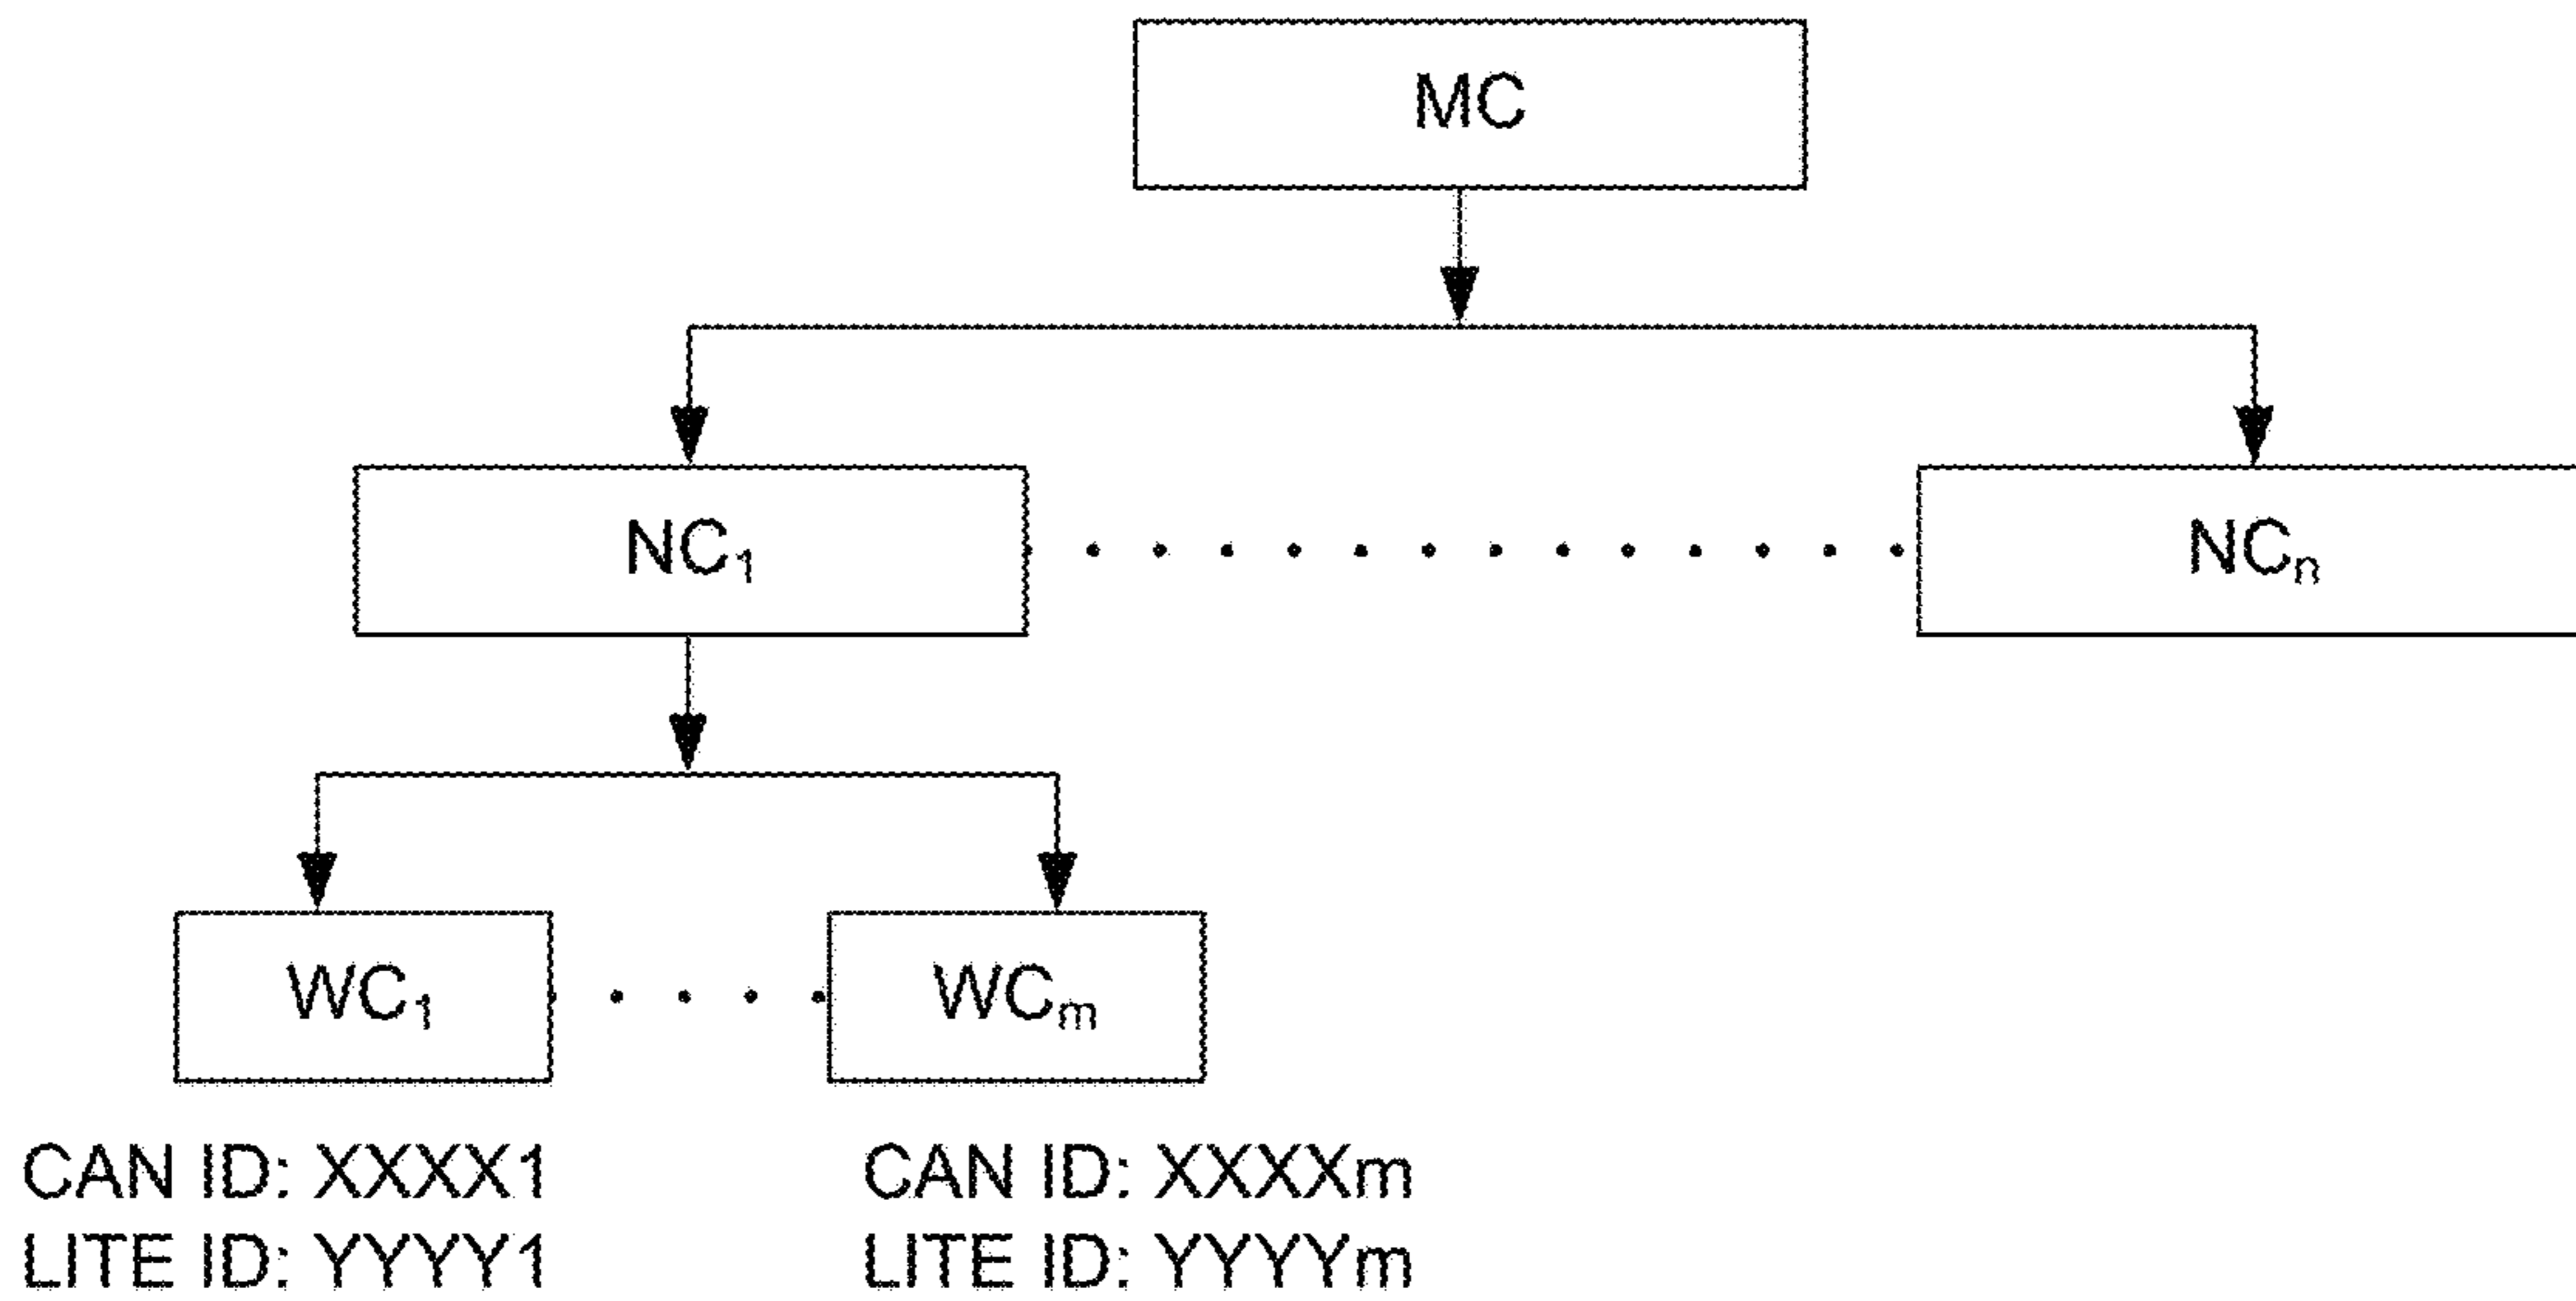 MC
NC₁
NCₙ
WC₁
WCₘ
CAN ID: XXXX1
LITE ID: YYYY1
CAN ID: XXXXm
LITE ID: YYYYm